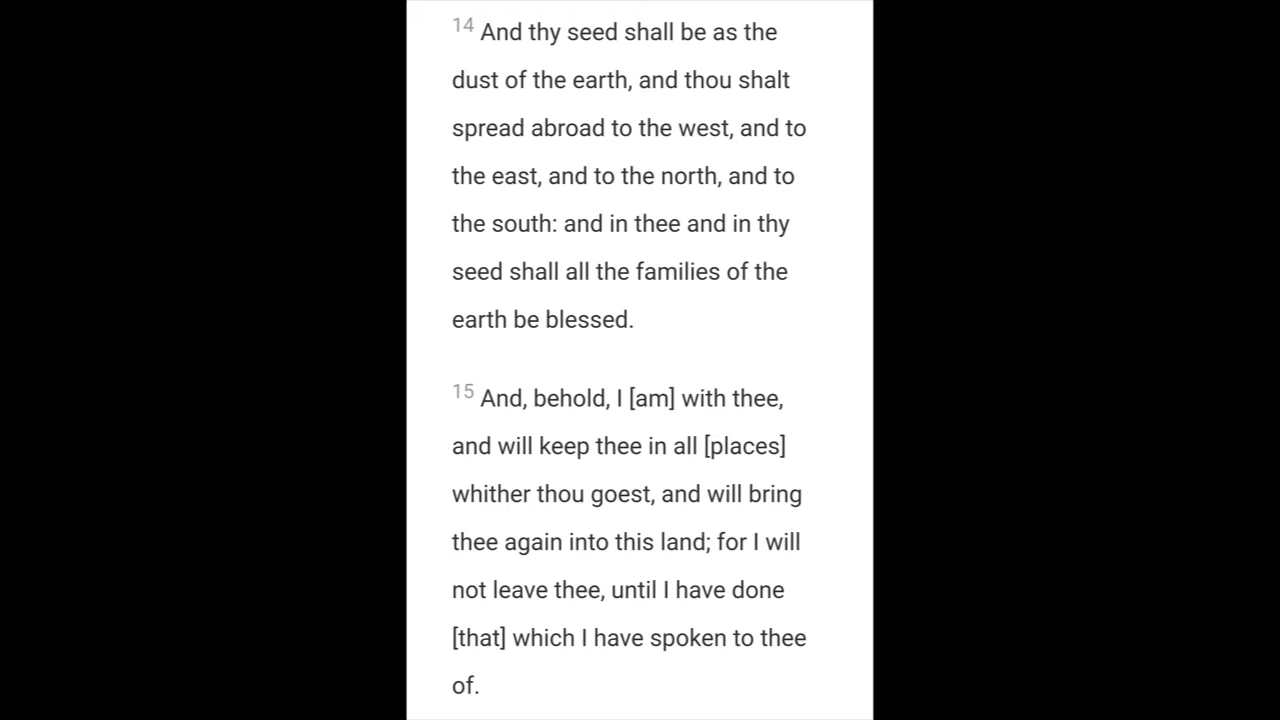 14 And thy seed shall be as the
dust of the earth, and thou shalt
spread abroad to the west, and to
the east, and to the north, and to
the south: and in thee and in thy
seed shall all the families of the
earth be blessed.
15 And, behold, I [am] with thee,
and will keep thee in all [places]
whither thou goest, and will bring
thee again into this land; for I will
not leave thee, until I have done
[that] which I have spoken to thee
of.